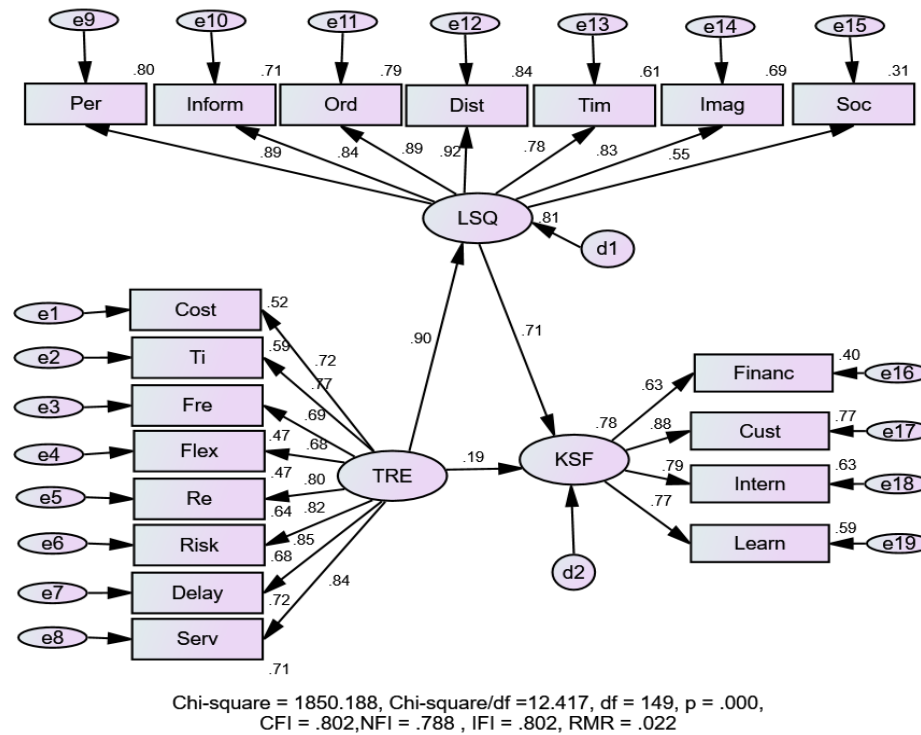 e9 e10 e11 e12 e13 e14 e15
.80 .71 .79 .84 .61 .69 .31
Per Inform Ord Dist Tim Imag Soc
.89 .84 .89 .92 .78 .83 .55
LSQ
.81
d1
e1 Cost .52
e2 Ti .59
e3 Fre
e4 Flex .47
e5 Re .47
e6 Risk .64
e7 Delay .68
e8 Serv .72
.71
.72
.77
.69
.68
.80
.82
.85
.84
TRE
.90
.71
.19
KSF
.78
d2
.63
.88
.79
.77
Financ .40 e16
Cust .77 e17
Intern .63 e18
Learn .59 e19
Chi-square = 1850.188, Chi-square/df =12.417, df = 149, p = .000,
CFI = .802,NFI = .788 , IFI = .802, RMR = .022